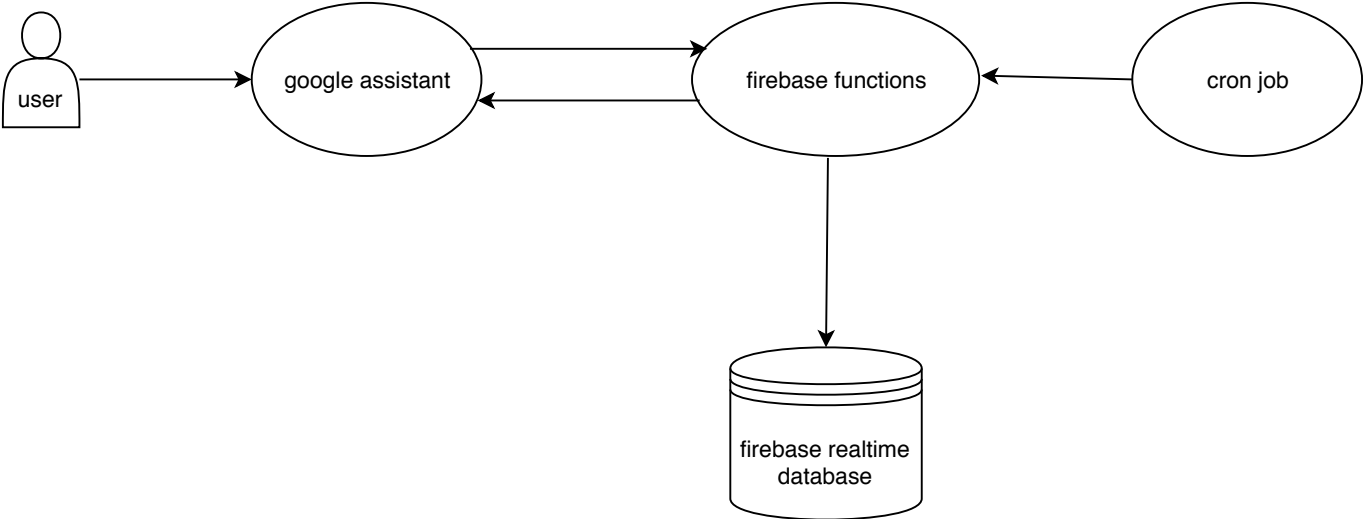 user
google assistant
firebase functions
cron job
firebase realtime
database